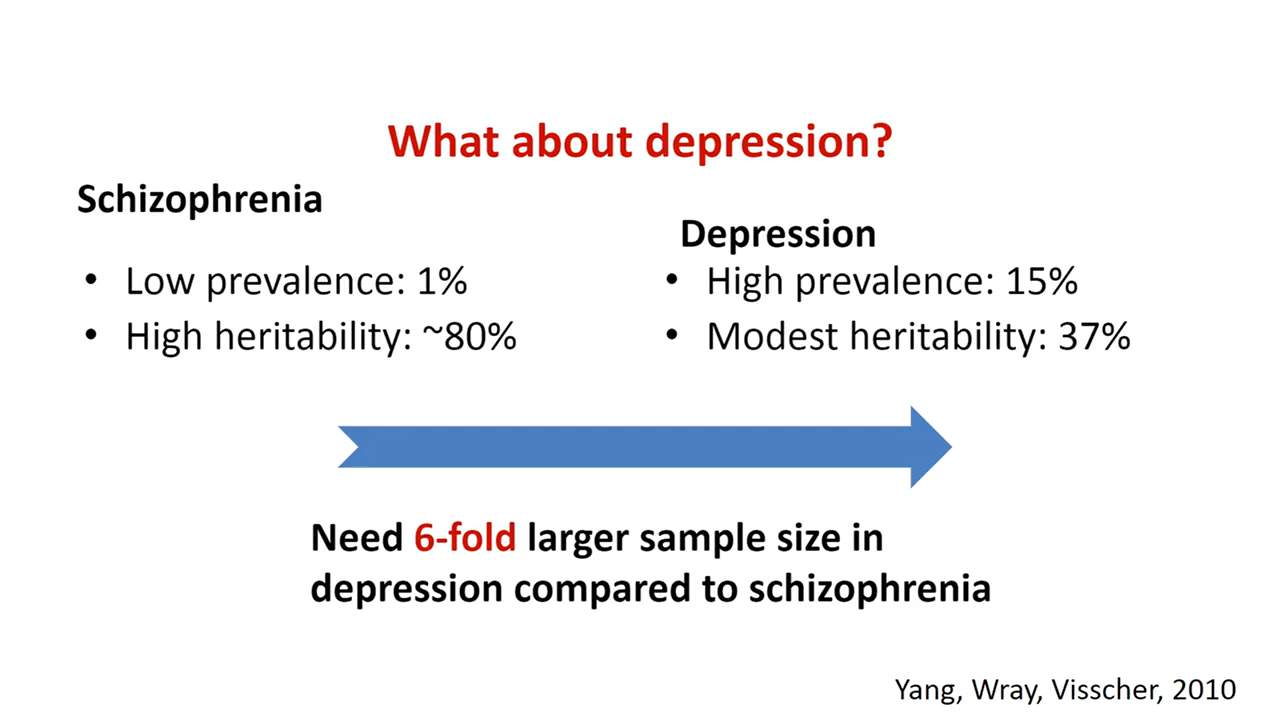 What about depression?
Schizophrenia
• Low prevalence: 1%
• High heritability: ~80%
Depression
• High prevalence: 15%
• Modest heritability: 37%
Need 6-fold larger sample size in
depression compared to schizophrenia
Yang, Wray, Visscher, 2010